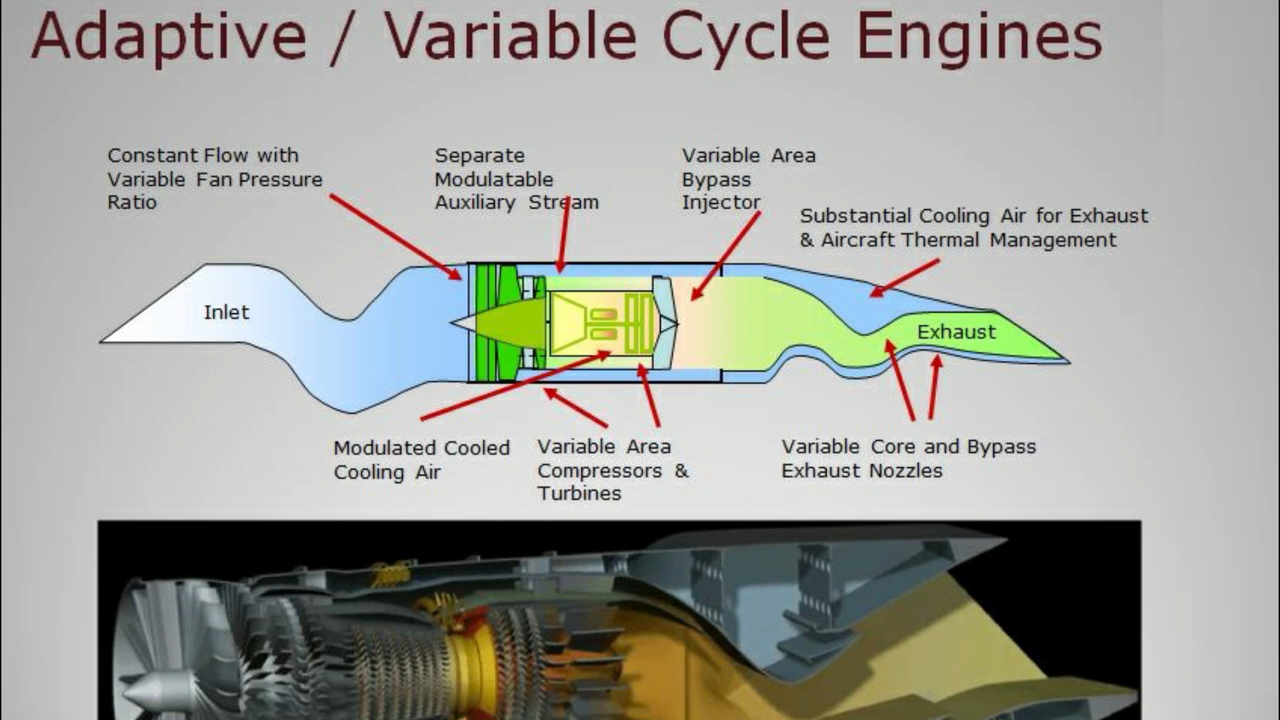 Adaptive / Variable Cycle Engines
Constant Flow with
Variable Fan Pressure
Ratio
Separate
Modulatable
Auxiliary Stream
Variable Area
Bypass
Injector
Substantial Cooling Air for Exhaust
& Aircraft Thermal Management
Inlet
Exhaust
Modulated Cooled
Cooling Air
Variable Area
Compressors &
Turbines
Variable Core and Bypass
Exhaust Nozzles